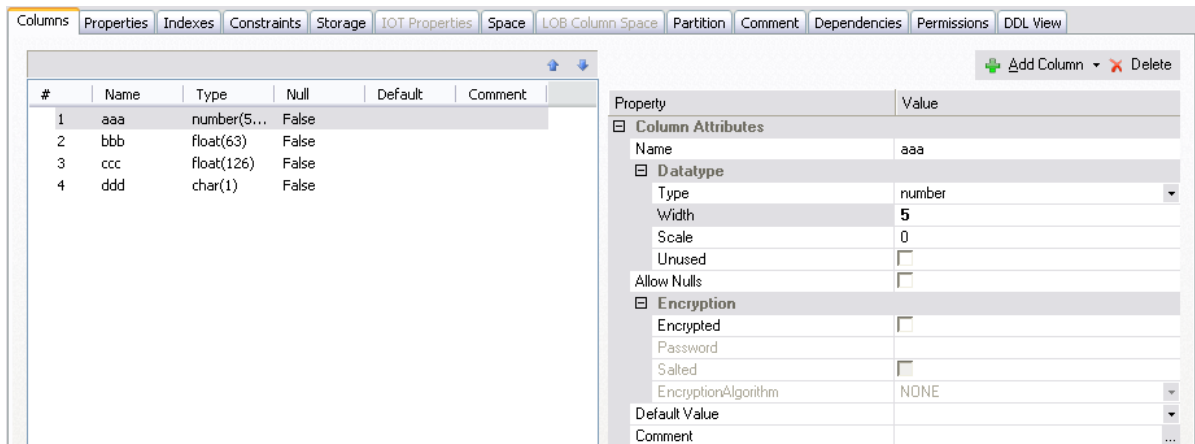 Columns Properties Indexes Constraints Storage IOT Properties Space LOB Column Space Partition Comment Dependencies Permissions DDL View
# Name Type Null Default Comment
1 aaa number(5... False
2 bbb float(63) False
3 ccc float(126) False
4 ddd char(1) False
Add Column Delete
Property Value
Column Attributes
Name aaa
Datatype
Type number
Width 5
Scale 0
Unused
Allow Nulls
Encryption
Encrypted
Password
Salted
EncryptionAlgorithm NONE
Default Value
Comment ...